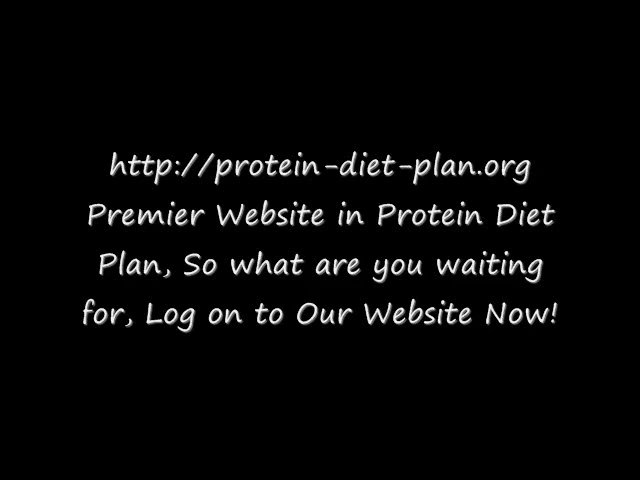 http://protein-diet-plan.org
Premier Website in Protein Diet
Plan, So what are you waiting
for, Log on to Our Website Now!